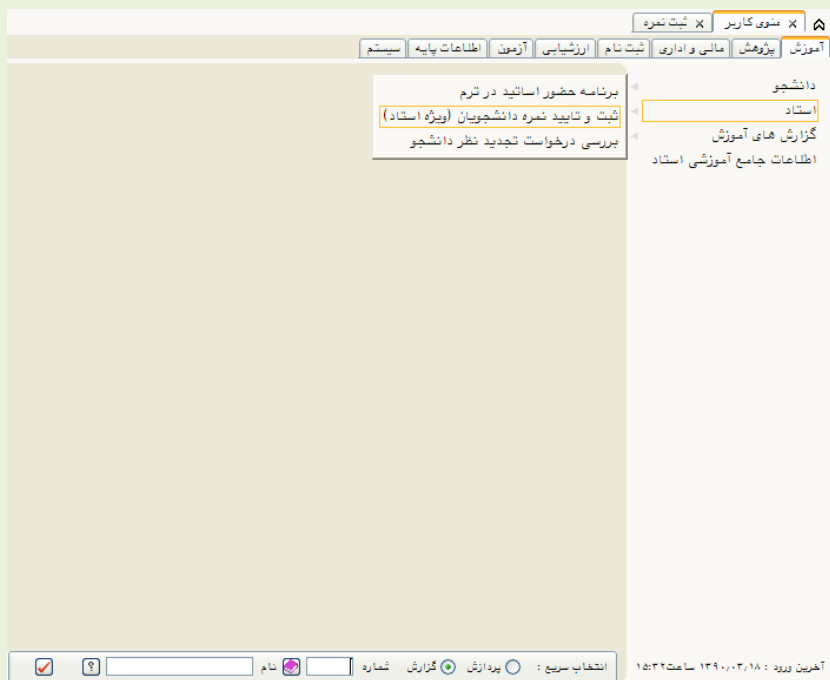 منوی کاربر ثبت نمره
آموزش پژوهش مالی و اداری ثبت نام ارزشیابی آزمون اطلاعات پایه سیستم
دانشجو
استاد
گزارش های آموزش
اطلاعات جامع آموزشی استاد
برنامه حضور اساتید در ترم
ثبت و تایید نمره دانشجویان (ویژه استاد)
بررسی درخواست تجدید نظر دانشجو
آخرین ورود : ۱۳۹۰/۰۳/۱۸ ساعت۱۵:۳۲
انتخاب سریع : پردازش گزارش شماره نام ؟